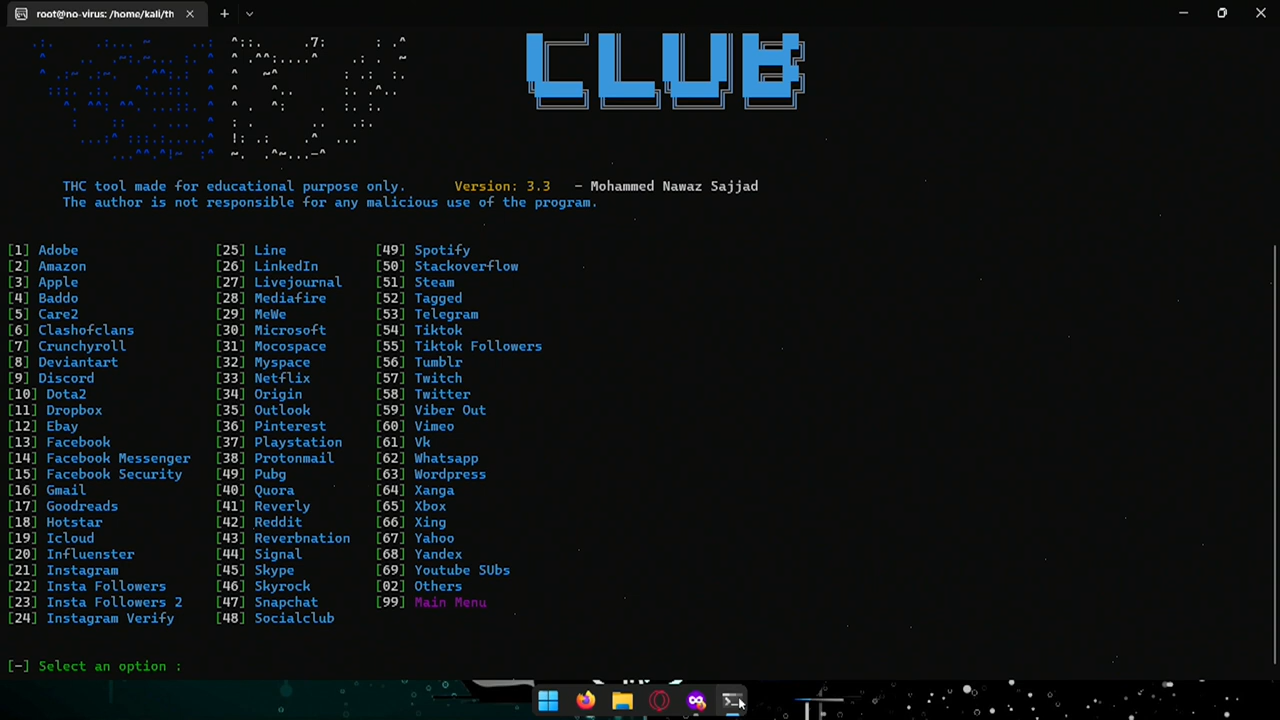 root@no-virus: /home/kali/th
CLUB
THC tool made for educational purpose only. Version: 3.3 - Mohammed Nawaz Sajjad
The author is not responsible for any malicious use of the program.
[1] Adobe [25] Line [49] Spotify
[2] Amazon [26] LinkedIn [50] Stackoverflow
[3] Apple [27] Livejournal [51] Steam
[4] Baddo [28] Mediafire [52] Tagged
[5] Care2 [29] MeWe [53] Telegram
[6] Clashofclans [30] Microsoft [54] Tiktok
[7] Crunchyroll [31] Mocospace [55] Tiktok Followers
[8] Deviantart [32] Myspace [56] Tumblr
[9] Discord [33] Netflix [57] Twitch
[10] Dota2 [34] Origin [58] Twitter
[11] Dropbox [35] Outlook [59] Viber Out
[12] Ebay [36] Pinterest [60] Vimeo
[13] Facebook [37] Playstation [61] Vk
[14] Facebook Messenger [38] Protonmail [62] Whatsapp
[15] Facebook Security [49] Pubg [63] Wordpress
[16] Gmail [40] Quora [64] Xanga
[17] Goodreads [41] Reverly [65] Xbox
[18] Hotstar [42] Reddit [66] Xing
[19] Icloud [43] Reverbnation [67] Yahoo
[20] Influenster [44] Signal [68] Yandex
[21] Instagram [45] Skype [69] Youtube SUbs
[22] Insta Followers [46] Skyrock [02] Others
[23] Insta Followers 2 [47] Snapchat [99] Main Menu
[24] Instagram Verify [48] Socialclub
[-] Select an option :